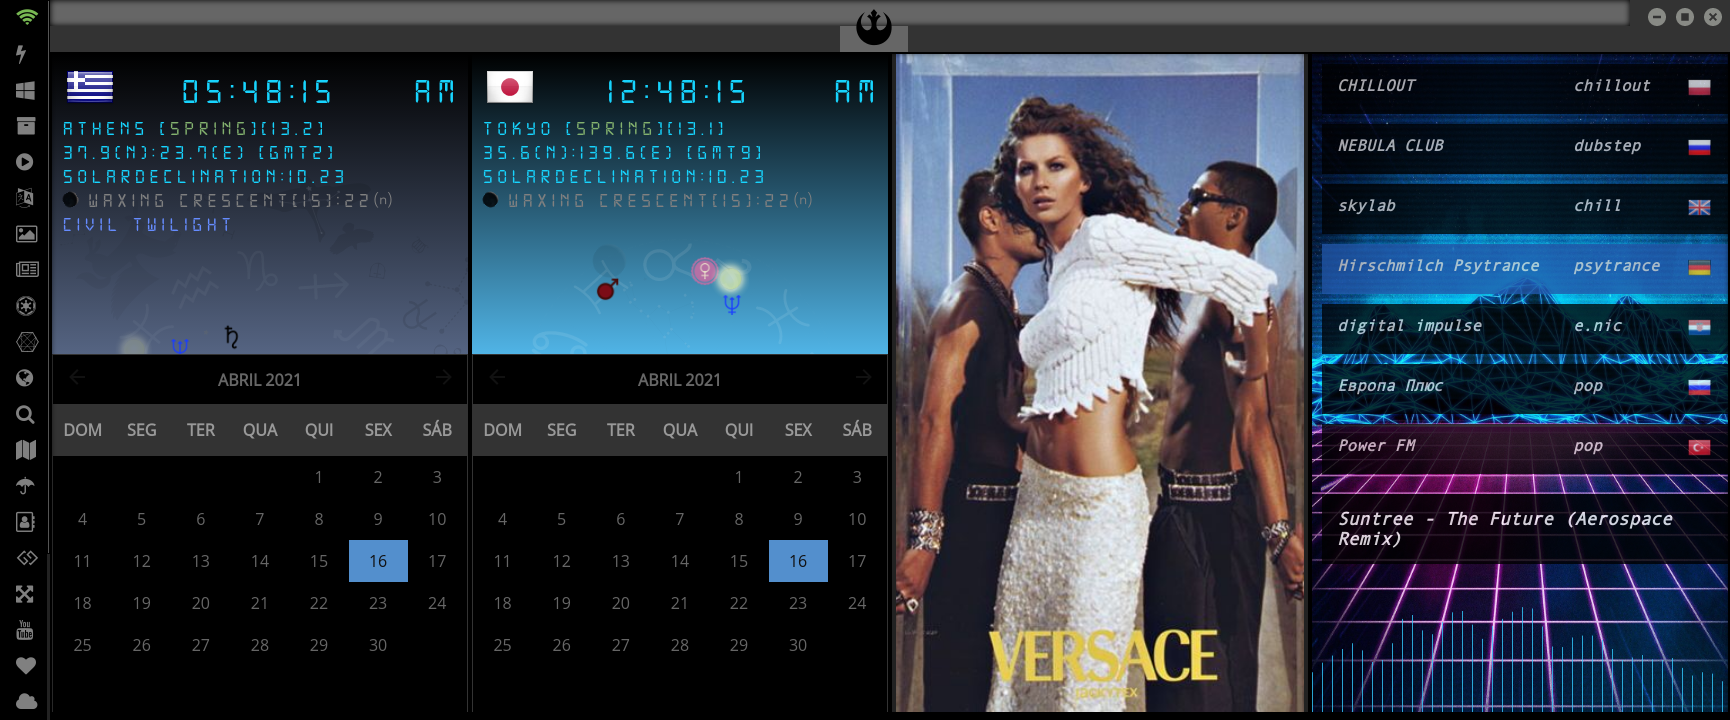 05:48:15 AM
ATHENS [SPRING][13.2]
37.9(N):23.7(E) [GMT2]
SOLARDECLINATION:10.23
WAXING CRESCENT[15]:22(n)
CIVIL TWILIGHT
ABRIL 2021
DOM SEG TER QUA QUI SEX SÁB
1 2 3
4 5 6 7 8 9 10
11 12 13 14 15 16 17
18 19 20 21 22 23 24
25 26 27 28 29 30
12:48:15 AM
TOKYO [SPRING][13.1]
35.6(N):139.6(E) [GMT9]
SOLARDECLINATION:10.23
WAXING CRESCENT[15]:22(n)
ABRIL 2021
DOM SEG TER QUA QUI SEX SÁB
1 2 3
4 5 6 7 8 9 10
11 12 13 14 15 16 17
18 19 20 21 22 23 24
25 26 27 28 29 30
VERSACE
CHILLOUT chillout
NEBULA CLUB dubstep
skylab chill
Hirschmilch Psytrance psytrance
digital impulse e.nic
Европа Плюс pop
Power FM pop
Suntree - The Future (Aerospace
Remix)
You
Tube